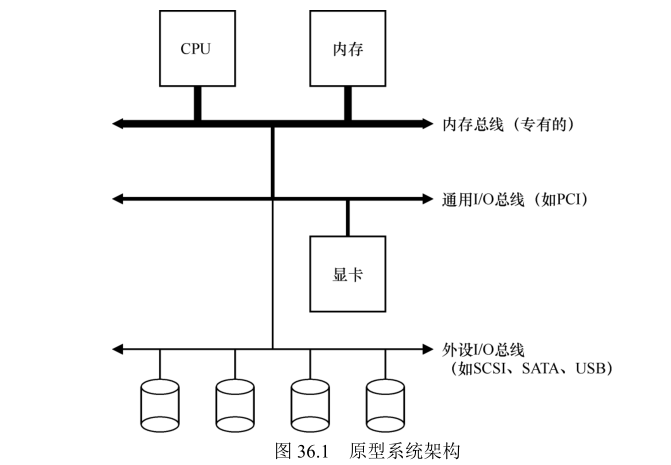 CPU
内存
内存总线（专有的）
通用I/O总线（如PCI）
显卡
外设I/O总线
（如SCSI、SATA、USB）
图 36.1 原型系统架构